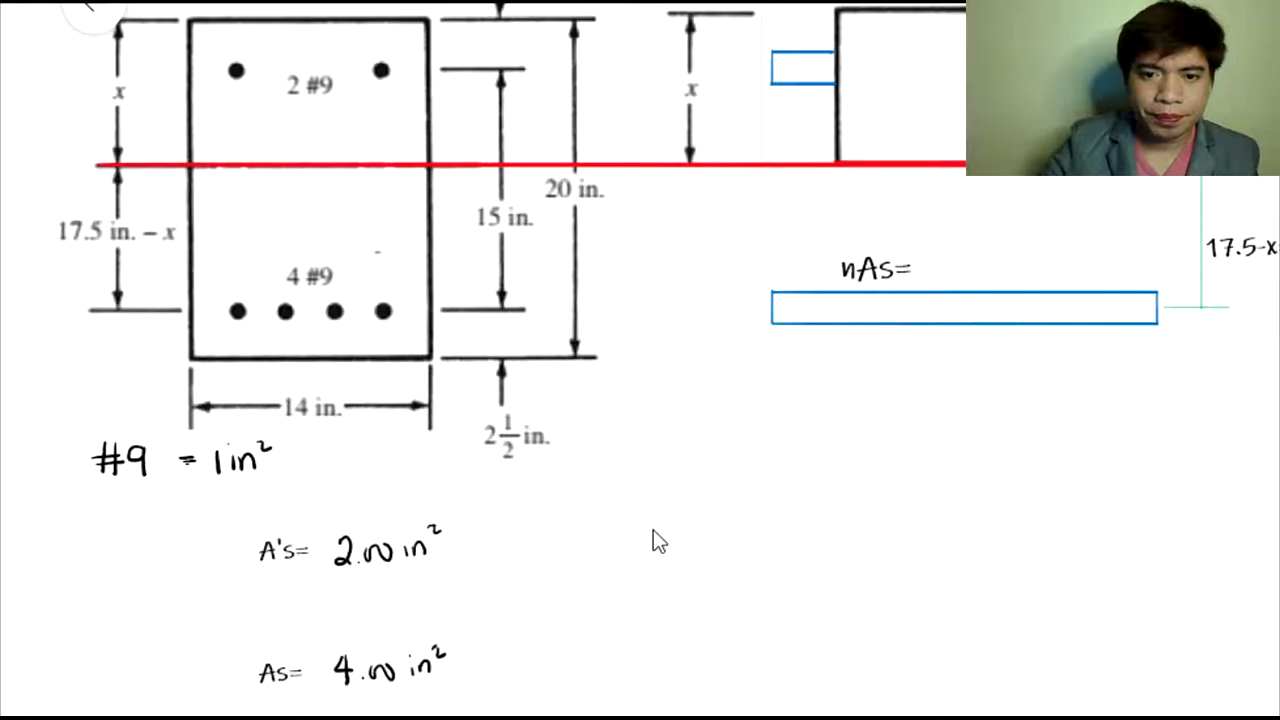 2 #9
x
x
20 in.
15 in.
17.5 in. – x
17.5-x
nAs=
4 #9
14 in.
2 1/2 in.
#9 = 1in²
A's= 2.00 in²
As= 4.00 in²